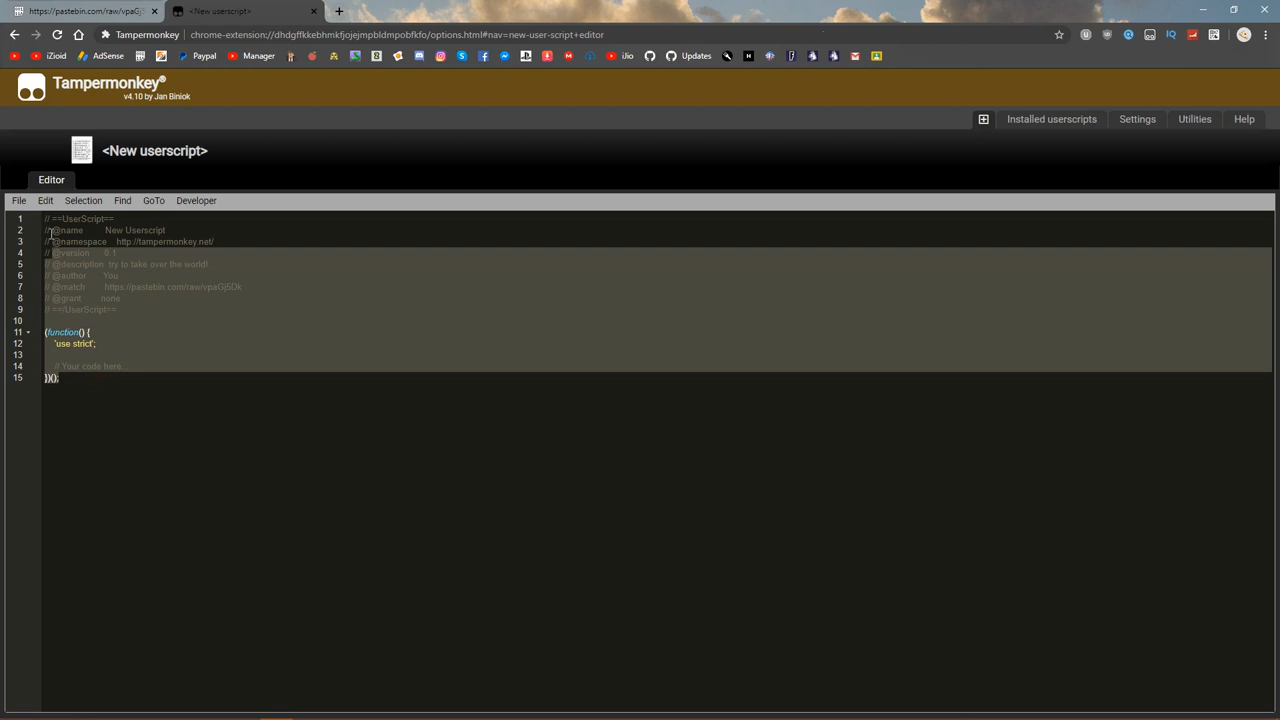 https://pastebin.com/raw/vpaGj5
<New userscript>
Tampermonkey
chrome-extension://dhdgffkkebhmkfjojejmpbldmpobfkfo/options.html#nav=new-user-script+editor
iZioid
AdSense
Paypal
Manager
iJio
Updates
Tampermonkey®
v4.10 by Jan Biniok
Installed userscripts
Settings
Utilities
Help
<New userscript>
Editor
File Edit Selection Find GoTo Developer
1 // ==UserScript==
2 // @name New Userscript
3 // @namespace http://tampermonkey.net/
4 // @version 0.1
5 // @description try to take over the world!
6 // @author You
7 // @match https://pastebin.com/raw/vpaGj5Dk
8 // @grant none
9 // ==/UserScript==
10
11 (function() {
12 'use strict';
13
14 // Your code here...
15 })();